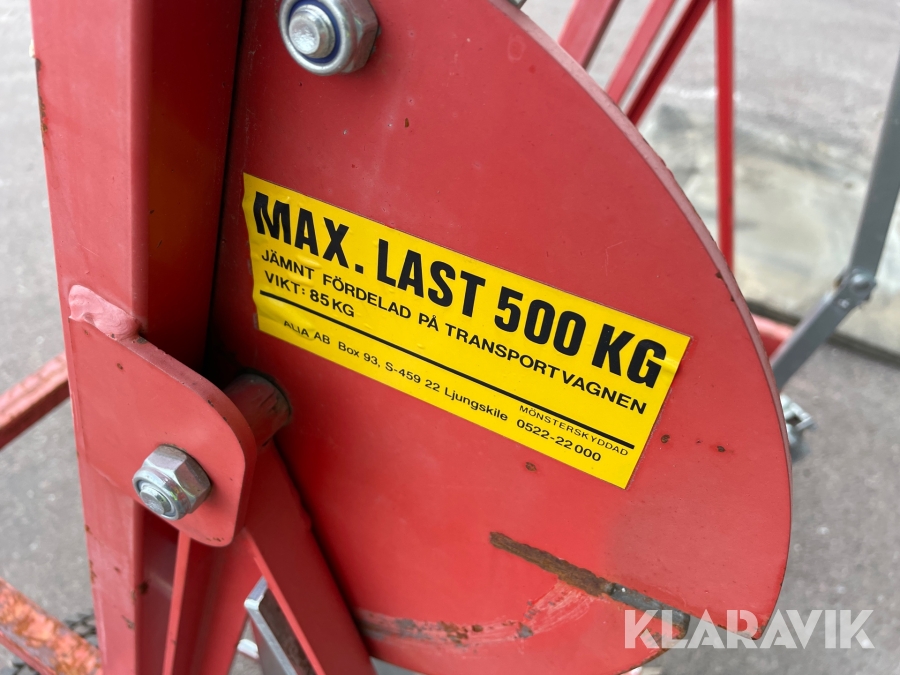 MAX. LAST 500 KG
JÄMNT FÖRDELAD PÅ TRANSPORTVAGNEN
VIKT: 85 KG
MÖNSTERSKYDDAD
ALIA AB Box 93, S-459 22 Ljungskile 0522-22 000
KLARAVIK